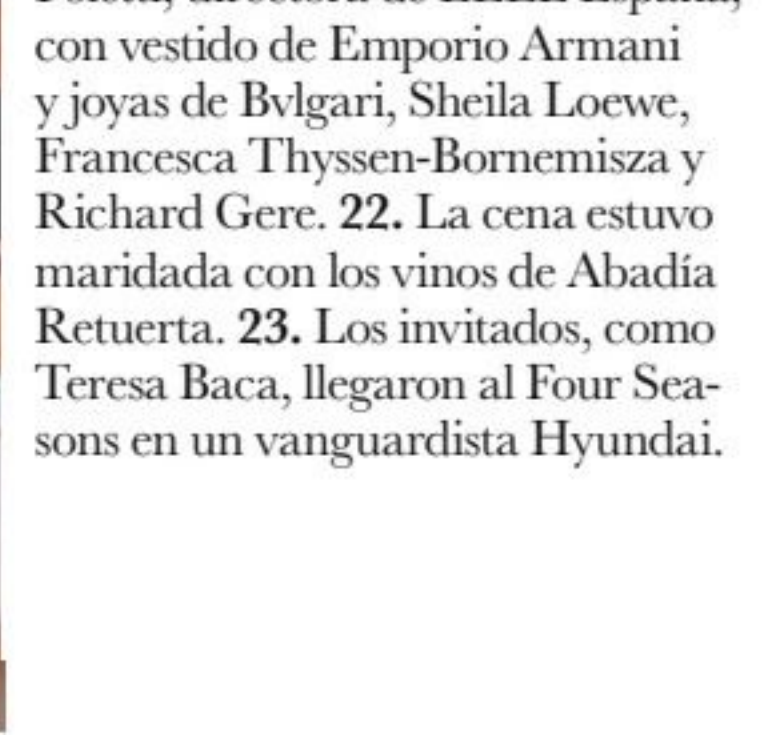 con vestido de Emporio Armani
y joyas de Bvlgari, Sheila Loewe,
Francesca Thyssen-Bornemisza y
Richard Gere. 22. La cena estuvo
maridada con los vinos de Abadía
Retuerta. 23. Los invitados, como
Teresa Baca, llegaron al Four Sea-
sons en un vanguardista Hyundai.